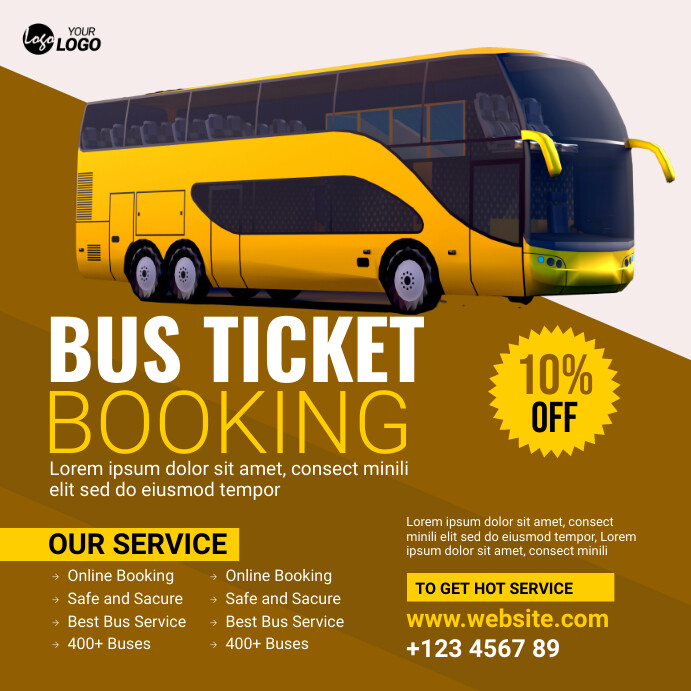 Logo
YOUR
LOGO
BUS TICKET
BOOKING
Lorem ipsum dolor sit amet, consect minili
elit sed do eiusmod tempor
10%
OFF
OUR SERVICE
Online Booking
Safe and Sacure
Best Bus Service
400+ Buses
Online Booking
Safe and Sacure
Best Bus Service
400+ Buses
Lorem ipsum dolor sit amet, consect
minili elit sed do eiusmod tempor, Lorem
ipsum dolor sit amet, consect minili
TO GET HOT SERVICE
www.website.com
+123 4567 89